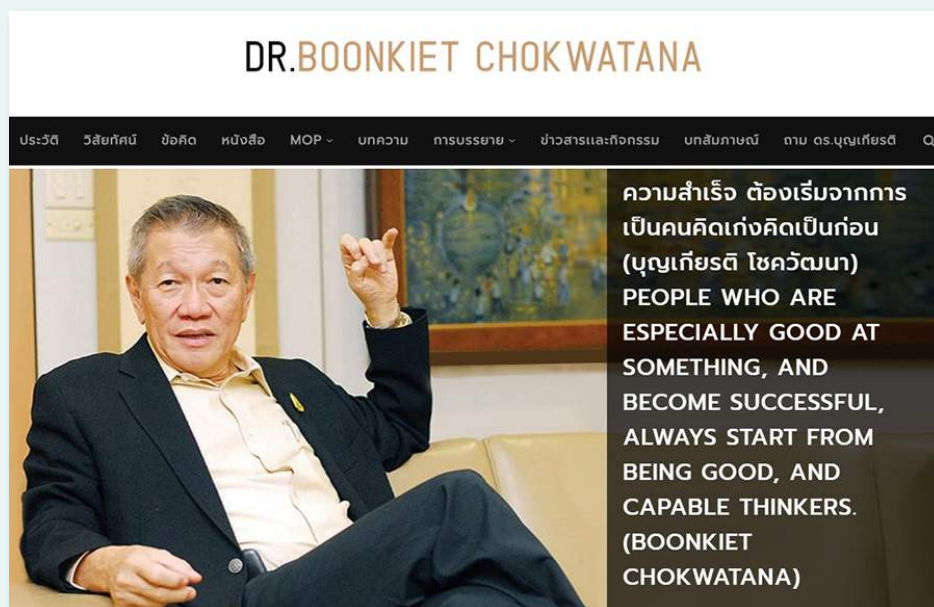 DR.BOONKIET CHOKWATANA
ประวัติ วิสัยทัศน์ ข้อคิด หนังสือ MOP บทความ การบรรยาย ข่าวสารและกิจกรรม บทสัมภาษณ์ ถาม ดร.บุญเกียรติ
ความสำเร็จ ต้องเริ่มจากการ
เป็นคนคิดเก่งคิดเป็นก่อน
(บุญเกียรติ โชควัฒนา)
PEOPLE WHO ARE
ESPECIALLY GOOD AT
SOMETHING, AND
BECOME SUCCESSFUL,
ALWAYS START FROM
BEING GOOD, AND
CAPABLE THINKERS.
(BOONKIET
CHOKWATANA)